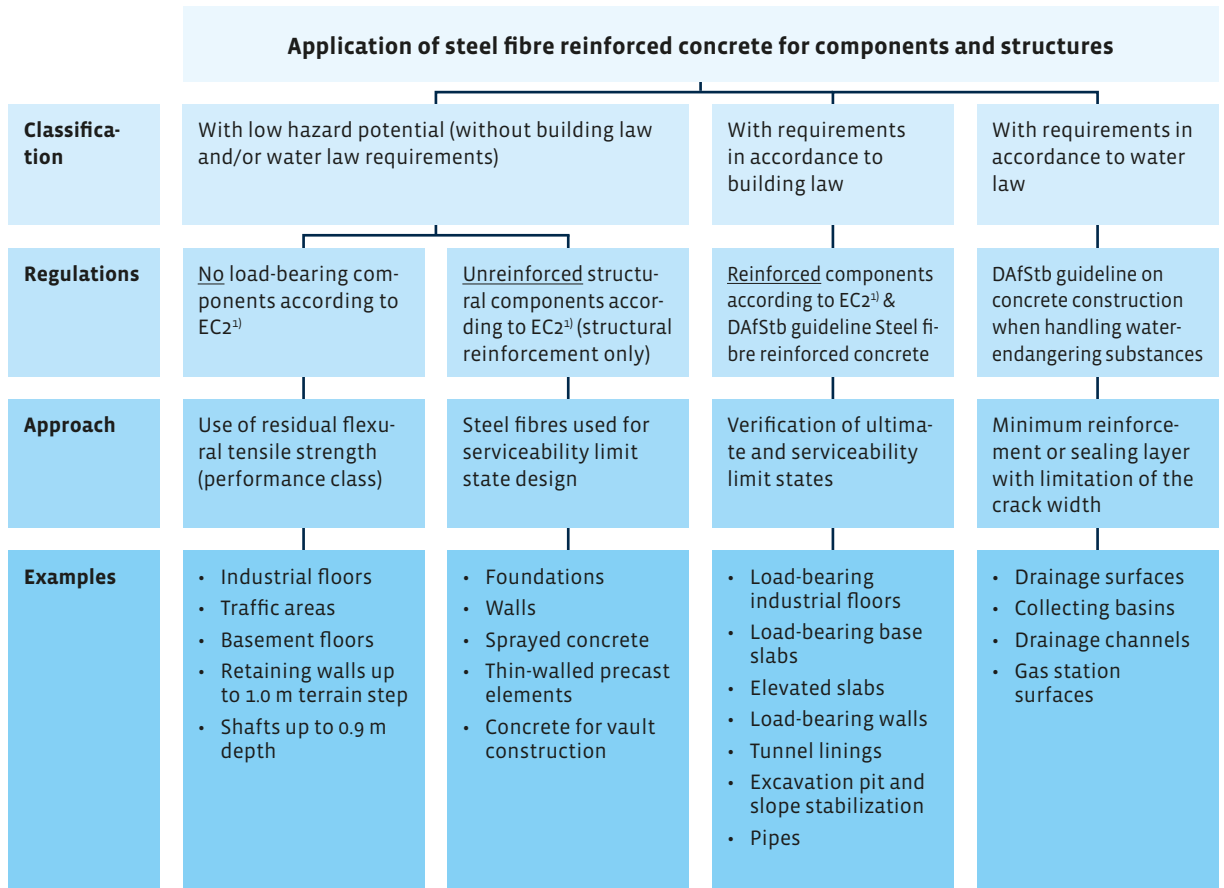 Application of steel fibre reinforced concrete for components and structures
Classifica-
tion
With low hazard potential (without building law
and/or water law requirements)
With requirements
in accordance to
building law
With requirements in
accordance to water
law
Regulations
No load-bearing com-
ponents according to
EC2¹⁾
Unreinforced structu-
ral components accor-
ding to EC2¹⁾ (structural
reinforcement only)
Reinforced components
according to EC2¹⁾ &
DAfStb guideline Steel fi-
bre reinforced concrete
DAfStb guideline on
concrete construction
when handling water-
endangering substances
Approach
Use of residual flexu-
ral tensile strength
(performance class)
Steel fibres used for
serviceability limit
state design
Verification of ultima-
te and serviceability
limit states
Minimum reinforce-
ment or sealing layer
with limitation of the
crack width
Examples
• Industrial floors
• Traffic areas
• Basement floors
• Retaining walls up
to 1.0 m terrain step
• Shafts up to 0.9 m
depth
• Foundations
• Walls
• Sprayed concrete
• Thin-walled precast
elements
• Concrete for vault
construction
• Load-bearing
industrial floors
• Load-bearing base
slabs
• Elevated slabs
• Load-bearing walls
• Tunnel linings
• Excavation pit and
slope stabilization
• Pipes
• Drainage surfaces
• Collecting basins
• Drainage channels
• Gas station
surfaces